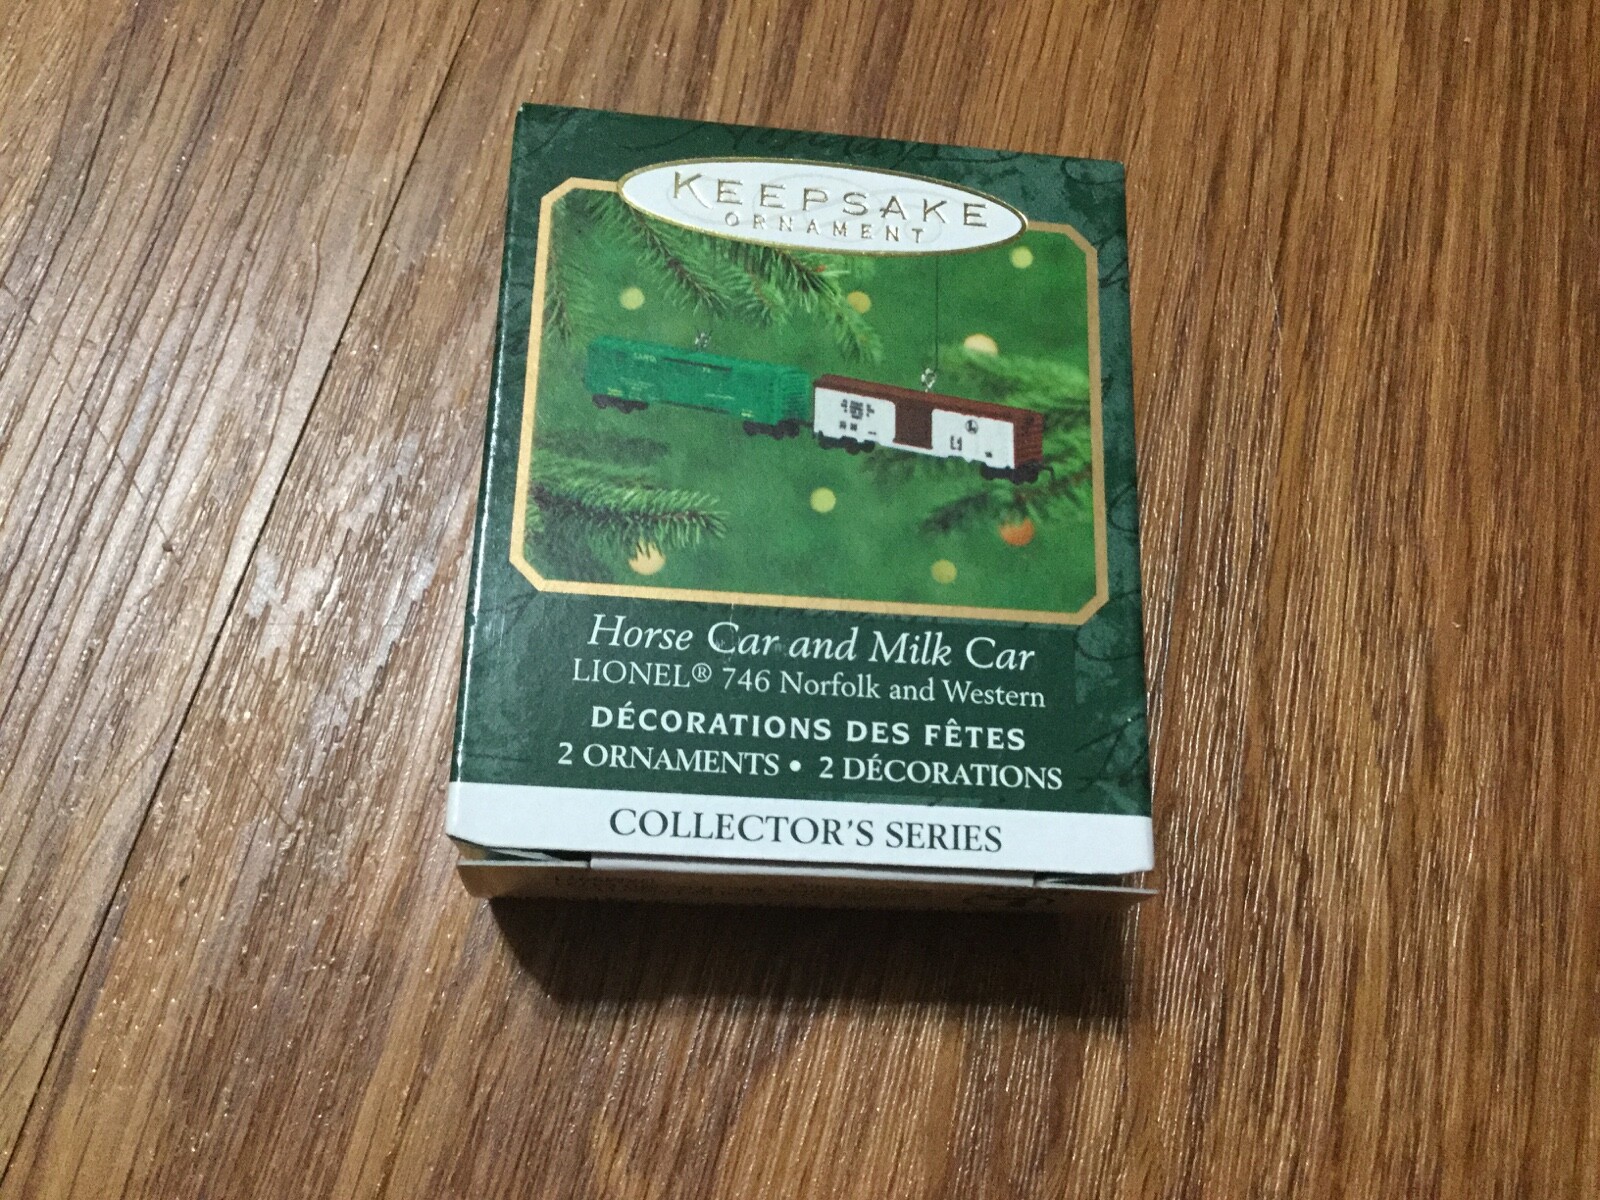 KEEPSAKE
ORNAMENT
Horse Car and Milk Car
LIONEL® 746 Norfolk and Western
DÉCORATIONS DES FÊTES
2 ORNAMENTS • 2 DÉCORATIONS
COLLECTOR'S SERIES